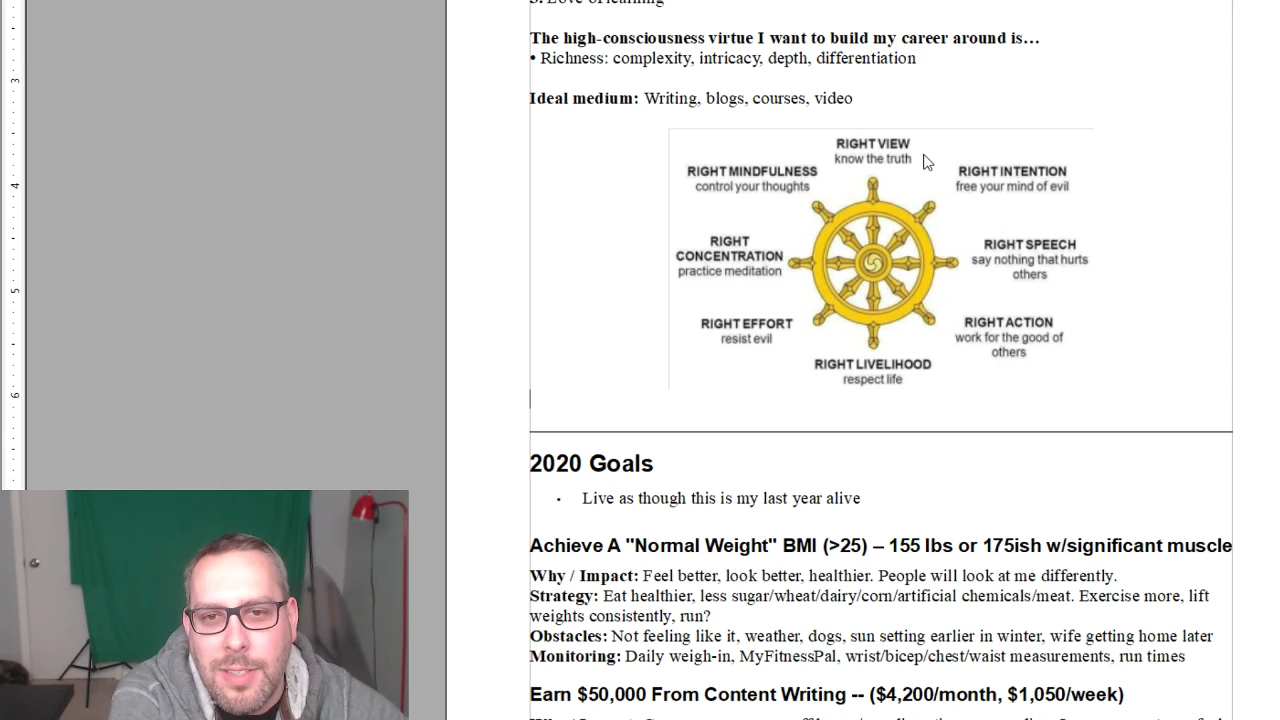 The high-consciousness virtue I want to build my career around is…
• Richness: complexity, intricacy, depth, differentiation
Ideal medium: Writing, blogs, courses, video
RIGHT VIEW
know the truth
RIGHT MINDFULNESS
control your thoughts
RIGHT INTENTION
free your mind of evil
RIGHT
CONCENTRATION
practice meditation
RIGHT SPEECH
say nothing that hurts
others
RIGHT EFFORT
resist evil
RIGHT ACTION
work for the good of
others
RIGHT LIVELIHOOD
respect life
3
4
5
6
2020 Goals
• Live as though this is my last year alive
Achieve A "Normal Weight" BMI (>25) – 155 lbs or 175ish w/significant muscle
Why / Impact: Feel better, look better, healthier. People will look at me differently.
Strategy: Eat healthier, less sugar/wheat/dairy/corn/artificial chemicals/meat. Exercise more, lift
weights consistently, run?
Obstacles: Not feeling like it, weather, dogs, sun setting earlier in winter, wife getting home later
Monitoring: Daily weigh-in, MyFitnessPal, wrist/bicep/chest/waist measurements, run times
Earn $50,000 From Content Writing -- ($4,200/month, $1,050/week)